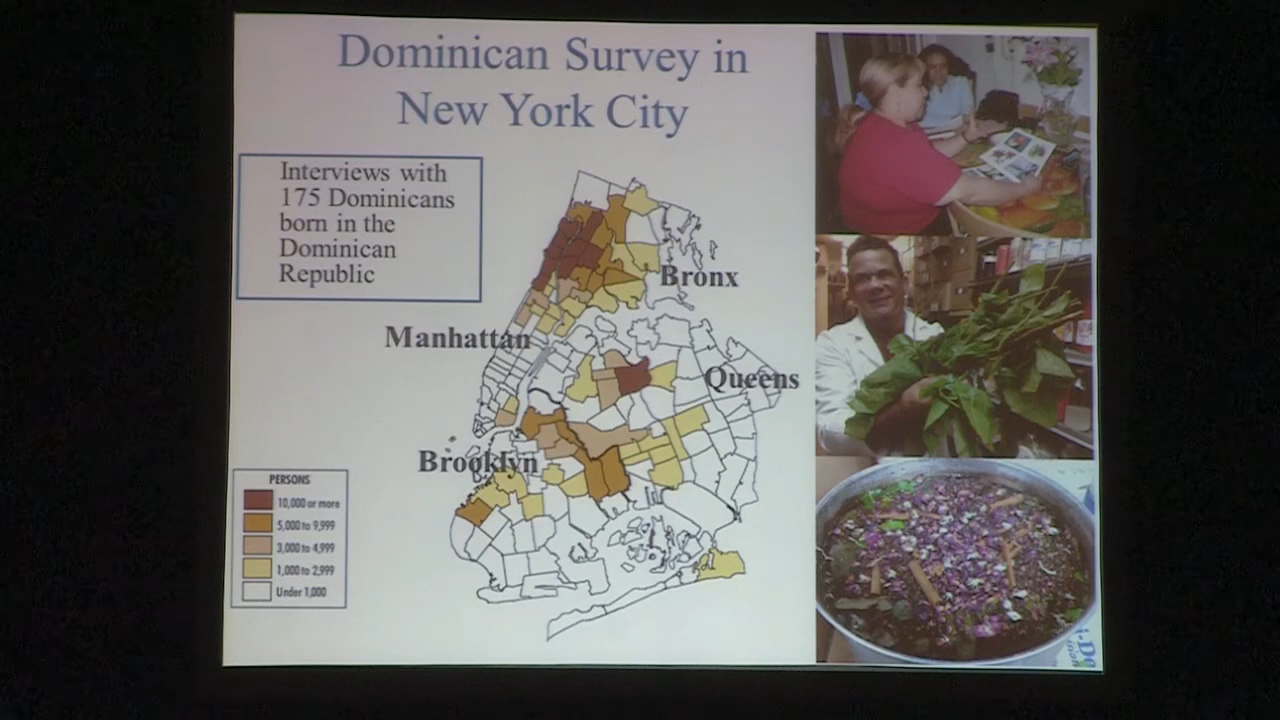 Dominican Survey in
New York City
Interviews with
175 Dominicans
born in the
Dominican
Republic
Bronx
Manhattan
Queens
Brooklyn
PERSONS
10,000 or more
5,000 to 9,999
3,000 to 4,999
1,000 to 2,999
Under 1,000